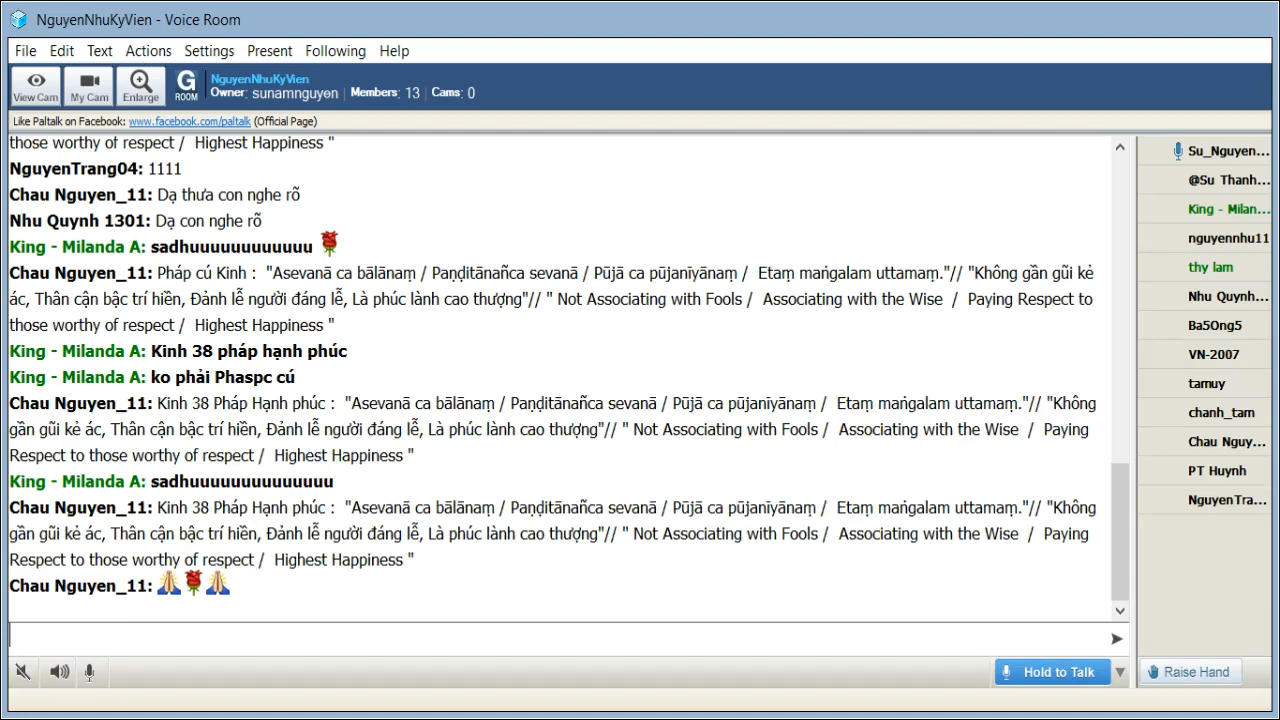 NguyenNhuKyVien - Voice Room
File Edit Text Actions Settings Present Following Help
View Cam My Cam Enlarge G ROOM
NguyenNhuKyVien
Owner: sunamnguyen Members: 13 Cams: 0
Like Paltalk on Facebook: www.facebook.com/paltalk (Official Page)
those worthy of respect / Highest Happiness "
NguyenTrang04: 1111
Chau Nguyen_11: Dạ thưa con nghe rõ
Nhu Quynh 1301: Dạ con nghe rõ
King - Milanda A: sadhuuuuuuuuuuuu 🌹
Chau Nguyen_11: Pháp cú Kinh : "Asevanā ca bālānaṃ / Paṇḍitānañca sevanā / Pūjā ca pūjanīyānaṃ / Etaṃ maṅgalam uttamaṃ."// "Không gần gũi kẻ
ác, Thân cận bậc trí hiền, Đảnh lễ người đáng lễ, Là phúc lành cao thượng"// " Not Associating with Fools / Associating with the Wise / Paying Respect to
those worthy of respect / Highest Happiness "
King - Milanda A: Kinh 38 pháp hạnh phúc
King - Milanda A: ko phải Phaspc cú
Chau Nguyen_11: Kinh 38 Pháp Hạnh phúc : "Asevanā ca bālānaṃ / Paṇḍitānañca sevanā / Pūjā ca pūjanīyānaṃ / Etaṃ maṅgalam uttamaṃ."// "Không
gần gũi kẻ ác, Thân cận bậc trí hiền, Đảnh lễ người đáng lễ, Là phúc lành cao thượng"// " Not Associating with Fools / Associating with the Wise / Paying
Respect to those worthy of respect / Highest Happiness "
King - Milanda A: sadhuuuuuuuuuuuuuu
Chau Nguyen_11: Kinh 38 Pháp Hạnh phúc : "Asevanā ca bālānaṃ / Paṇḍitānañca sevanā / Pūjā ca pūjanīyānaṃ / Etaṃ maṅgalam uttamaṃ."// "Không
gần gũi kẻ ác, Thân cận bậc trí hiền, Đảnh lễ người đáng lễ, Là phúc lành cao thượng"// " Not Associating with Fools / Associating with the Wise / Paying
Respect to those worthy of respect / Highest Happiness "
Chau Nguyen_11: 🙏🌹🙏
Su_Nguyen...
@Su Thanh...
King - Milan...
nguyennhu11
thy lam
Nhu Quynh...
Ba5Ong5
VN-2007
tamuy
chanh_tam
Chau Nguy...
PT Huynh
NguyenTra...
Hold to Talk
Raise Hand